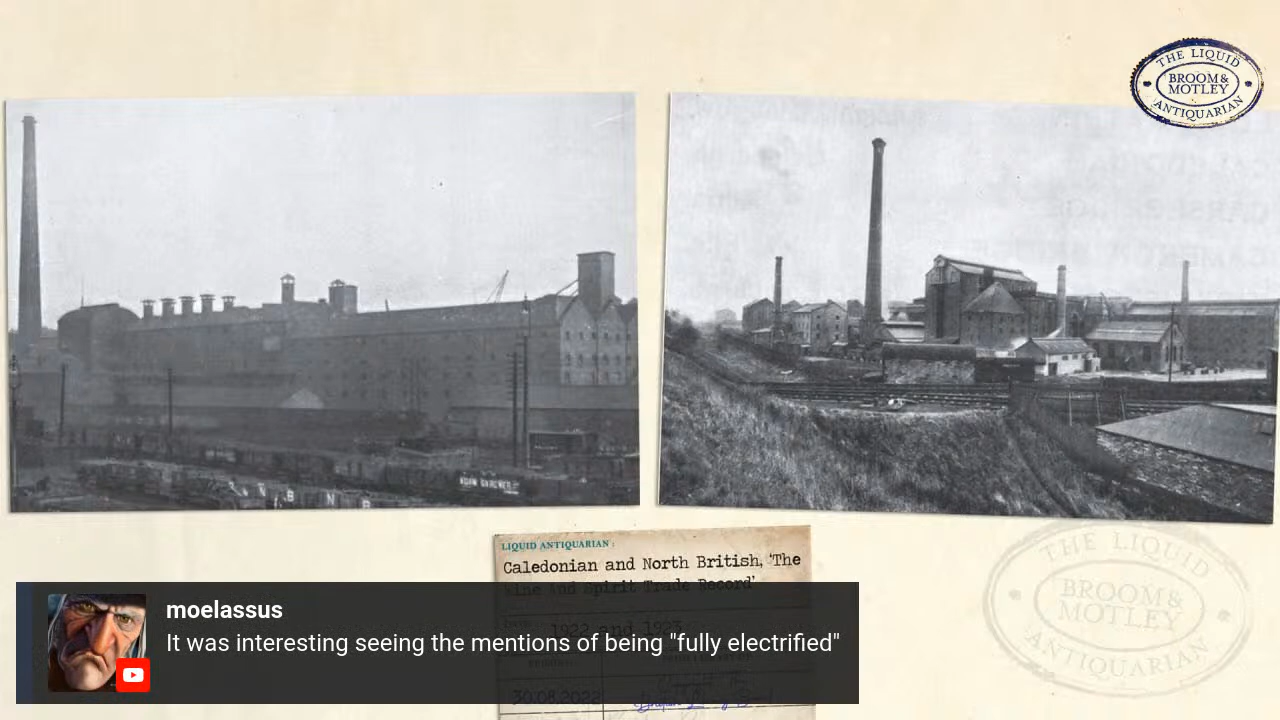 THE LIQUID
BROOM &
MOTLEY
ANTIQUARIAN
LIQUID ANTIQUARIAN :
Caledonian and North British, 'The
Wine and Spirit Trade Record'
1922 and 1923
moelassus
It was interesting seeing the mentions of being "fully electrified"
30.08.2022
THE LIQUID
BROOM &
MOTLEY
ANTIQUARIAN